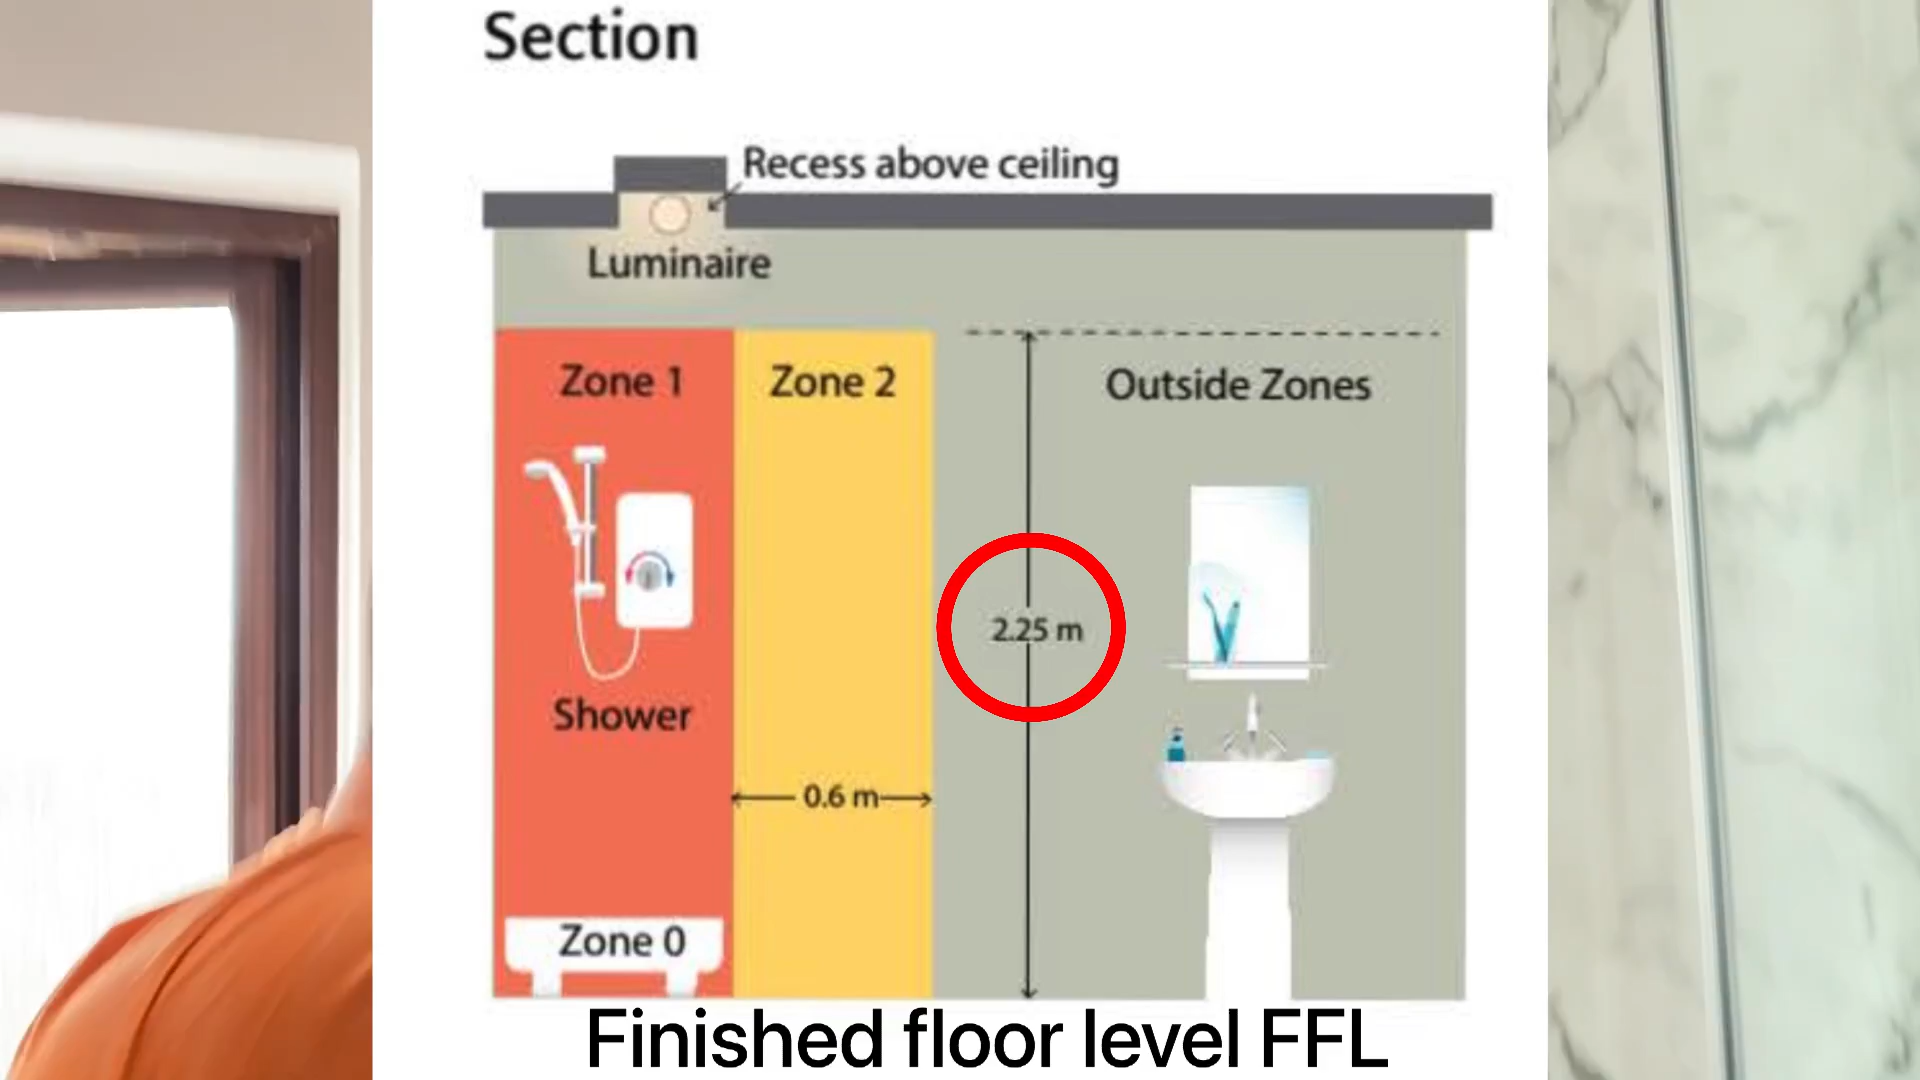 Section
Recess above ceiling
Luminaire
Zone 1
Zone 2
Outside Zones
2.25 m
Shower
0.6 m
Zone 0
Finished floor level FFL